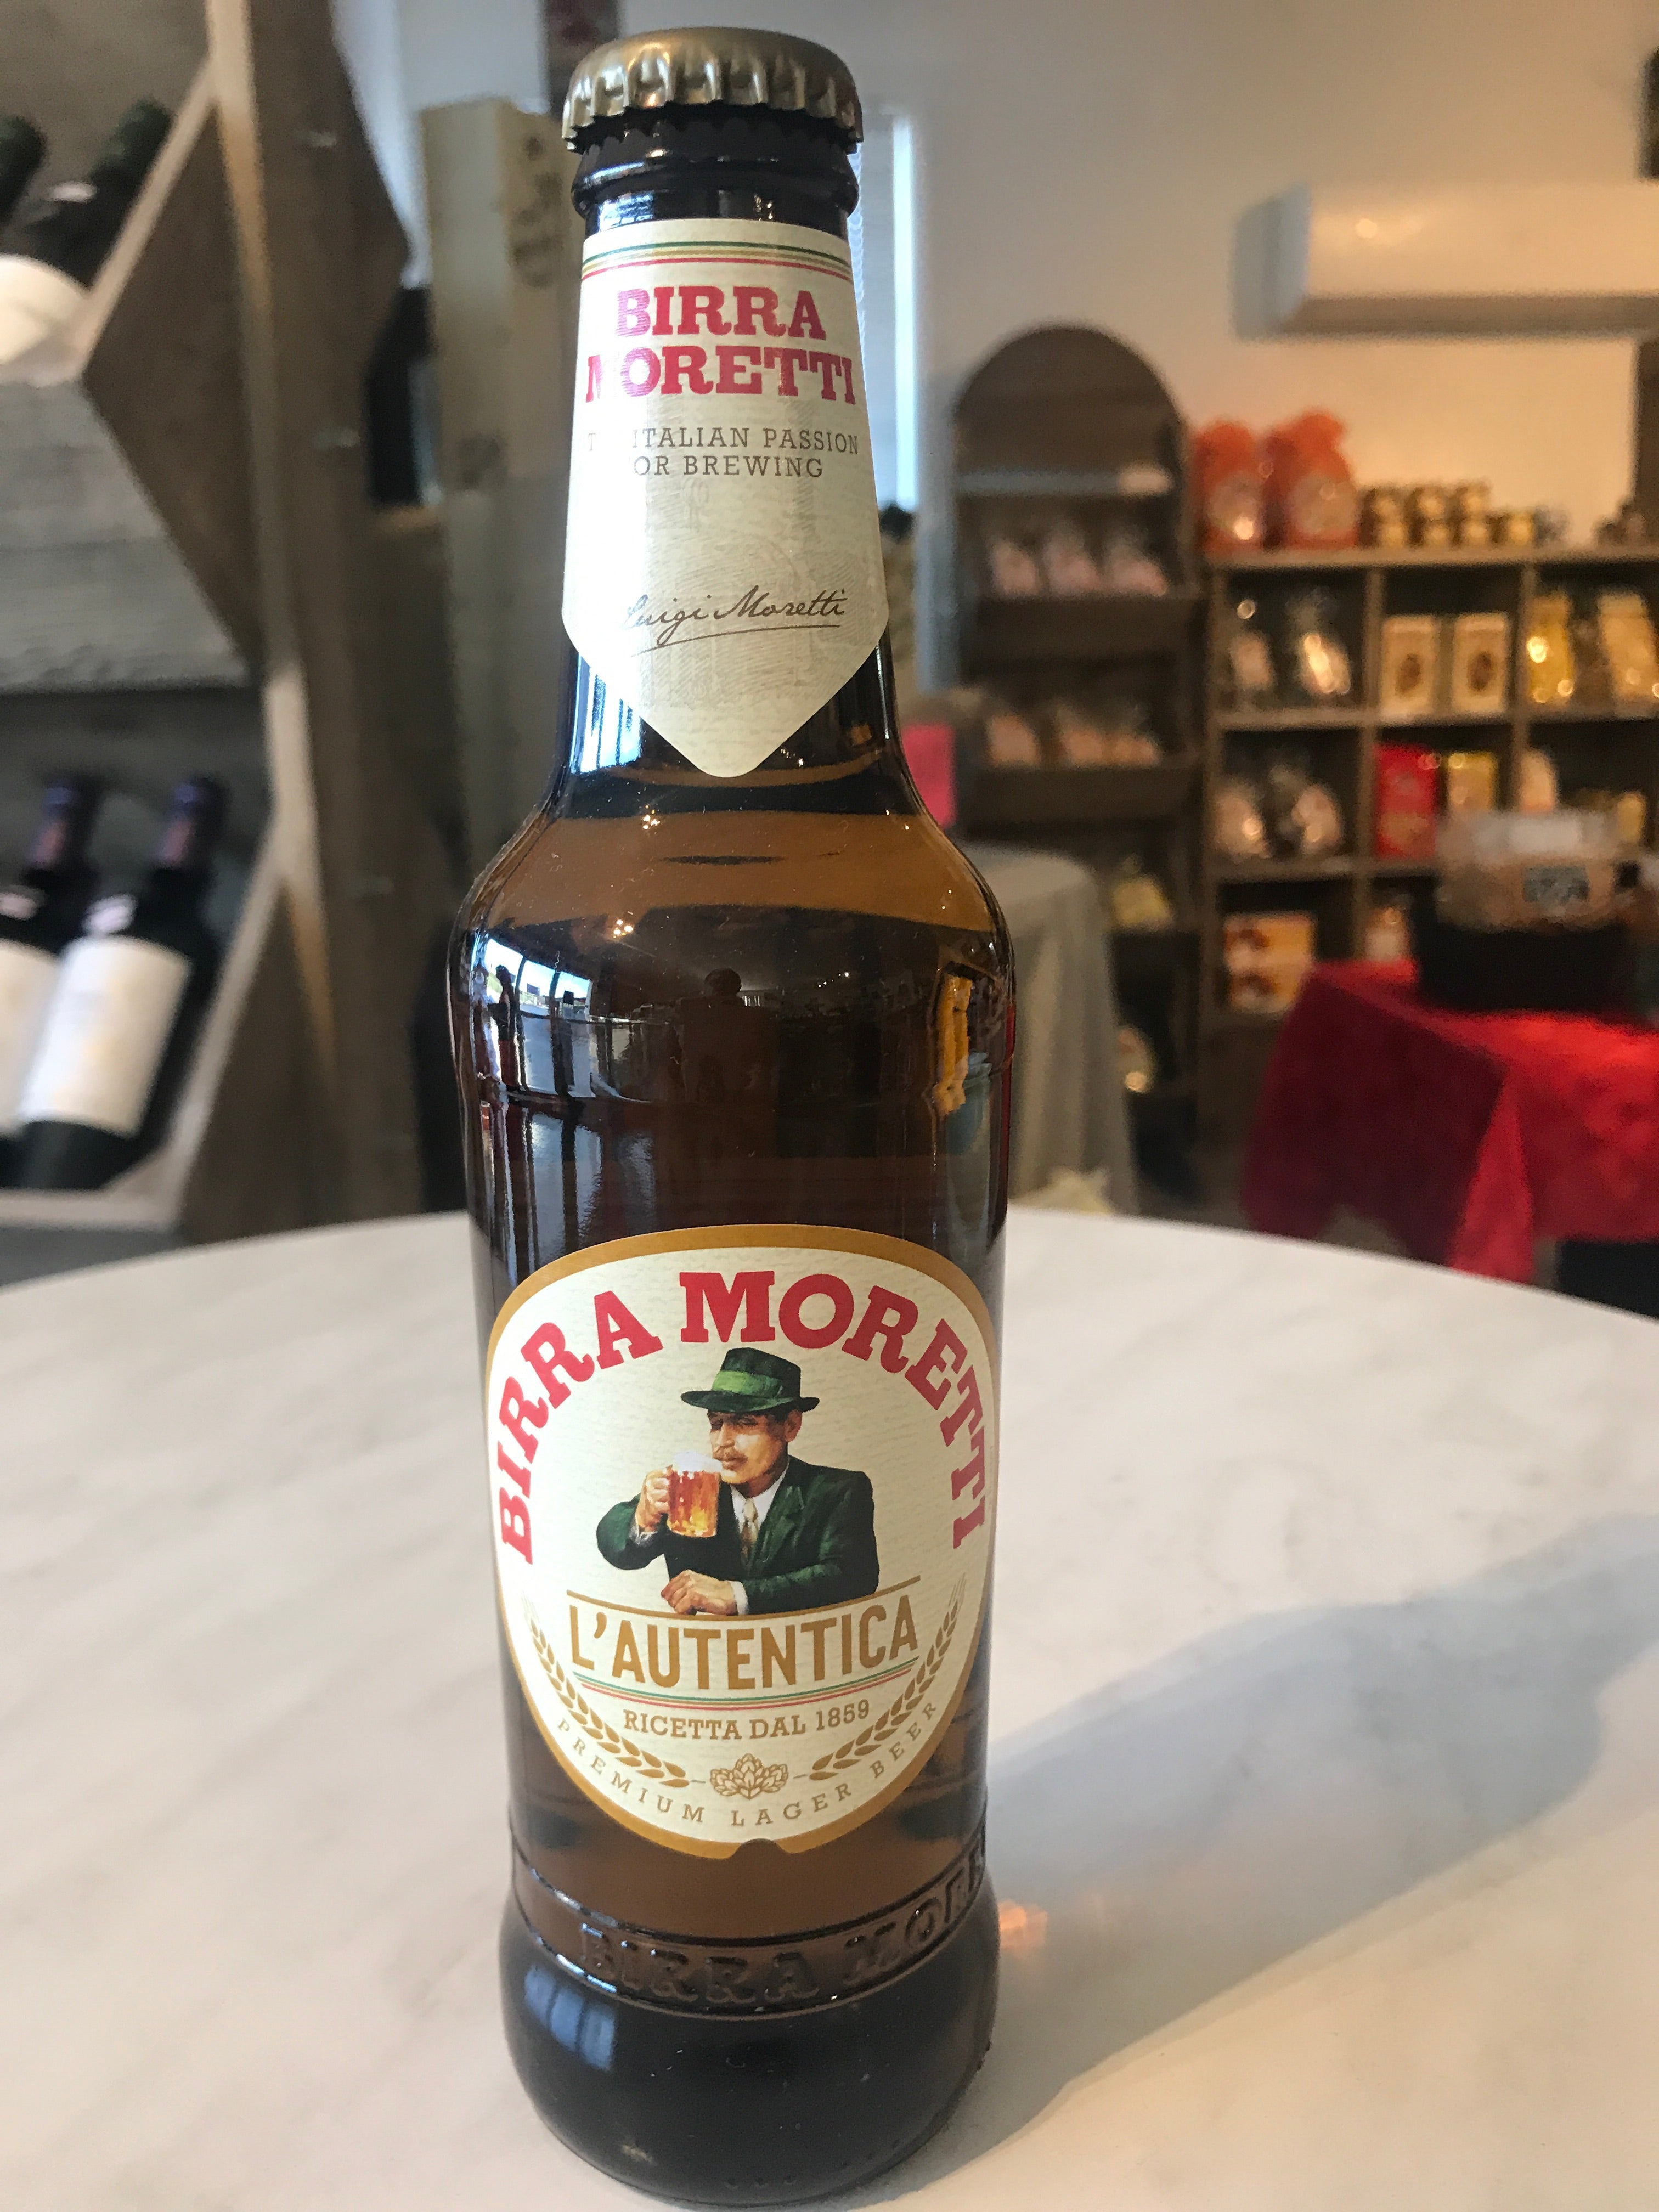 BIRRA
MORETTI
ITALIAN PASSION
OR BREWING
Luigi Moretti
BIRRA MORETTI
L'AUTENTICA
RICETTA DAL 1859
PREMIUM LAGER BEER
BIRRA MORE